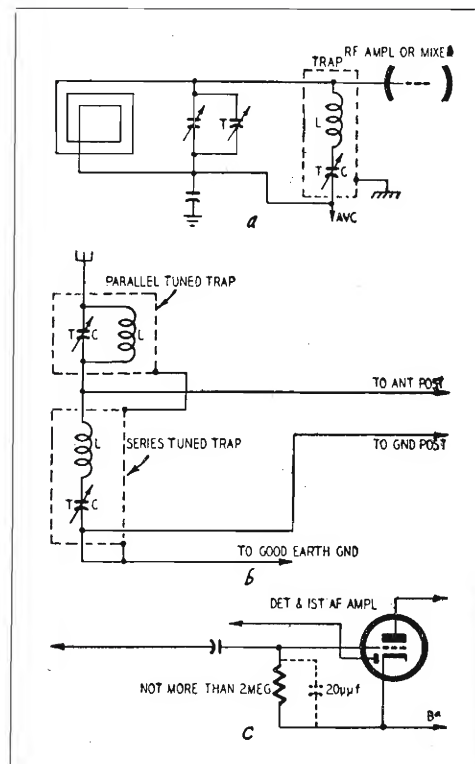 RF AMPL OR MIXER
TRAP
L
T
T C
AVC
a
PARALLEL TUNED TRAP
T C
L
TO ANT POST
TO GND POST
L
SERIES TUNED TRAP
T C
TO GOOD EARTH GND
b
DET & IST AF AMPL
NOT MORE THAN 2MEG
20μμf
B-
c